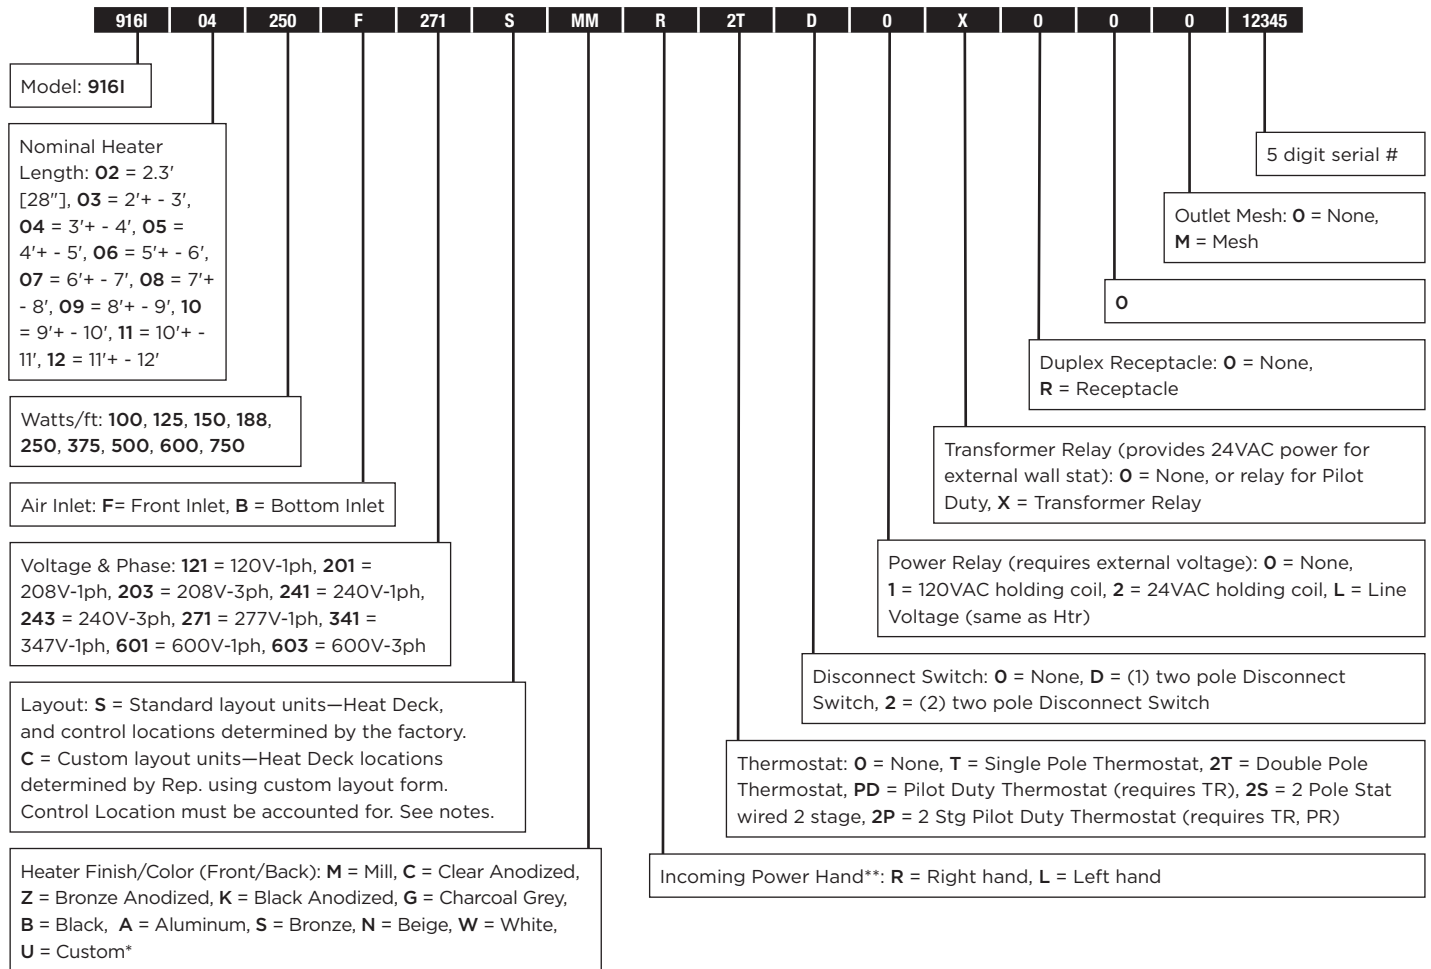 916I 04 250 F 271 S MM R 2T D 0 X 0 0 0 12345
Model: 916I
Nominal Heater
Length: 02 = 2.3'
[28"], 03 = 2'+ - 3',
04 = 3'+ - 4', 05 =
4'+ - 5', 06 = 5'+ - 6',
07 = 6'+ - 7', 08 = 7'+
- 8', 09 = 8'+ - 9', 10
= 9'+ - 10', 11 = 10'+ -
11', 12 = 11'+ - 12'
Watts/ft: 100, 125, 150, 188,
250, 375, 500, 600, 750
Air Inlet: F= Front Inlet, B = Bottom Inlet
Voltage & Phase: 121 = 120V-1ph, 201 =
208V-1ph, 203 = 208V-3ph, 241 = 240V-1ph,
243 = 240V-3ph, 271 = 277V-1ph, 341 =
347V-1ph, 601 = 600V-1ph, 603 = 600V-3ph
Layout: S = Standard layout units—Heat Deck,
and control locations determined by the factory.
C = Custom layout units—Heat Deck locations
determined by Rep. using custom layout form.
Control Location must be accounted for. See notes.
Heater Finish/Color (Front/Back): M = Mill, C = Clear Anodized,
Z = Bronze Anodized, K = Black Anodized, G = Charcoal Grey,
B = Black, A = Aluminum, S = Bronze, N = Beige, W = White,
U = Custom*
5 digit serial #
Outlet Mesh: 0 = None,
M = Mesh
0
Duplex Receptacle: 0 = None,
R = Receptacle
Transformer Relay (provides 24VAC power for
external wall stat): 0 = None, or relay for Pilot
Duty, X = Transformer Relay
Power Relay (requires external voltage): 0 = None,
1 = 120VAC holding coil, 2 = 24VAC holding coil, L = Line
Voltage (same as Htr)
Disconnect Switch: 0 = None, D = (1) two pole Disconnect
Switch, 2 = (2) two pole Disconnect Switch
Thermostat: 0 = None, T = Single Pole Thermostat, 2T = Double Pole
Thermostat, PD = Pilot Duty Thermostat (requires TR), 2S = 2 Pole Stat
wired 2 stage, 2P = 2 Stg Pilot Duty Thermostat (requires TR, PR)
Incoming Power Hand**: R = Right hand, L = Left hand